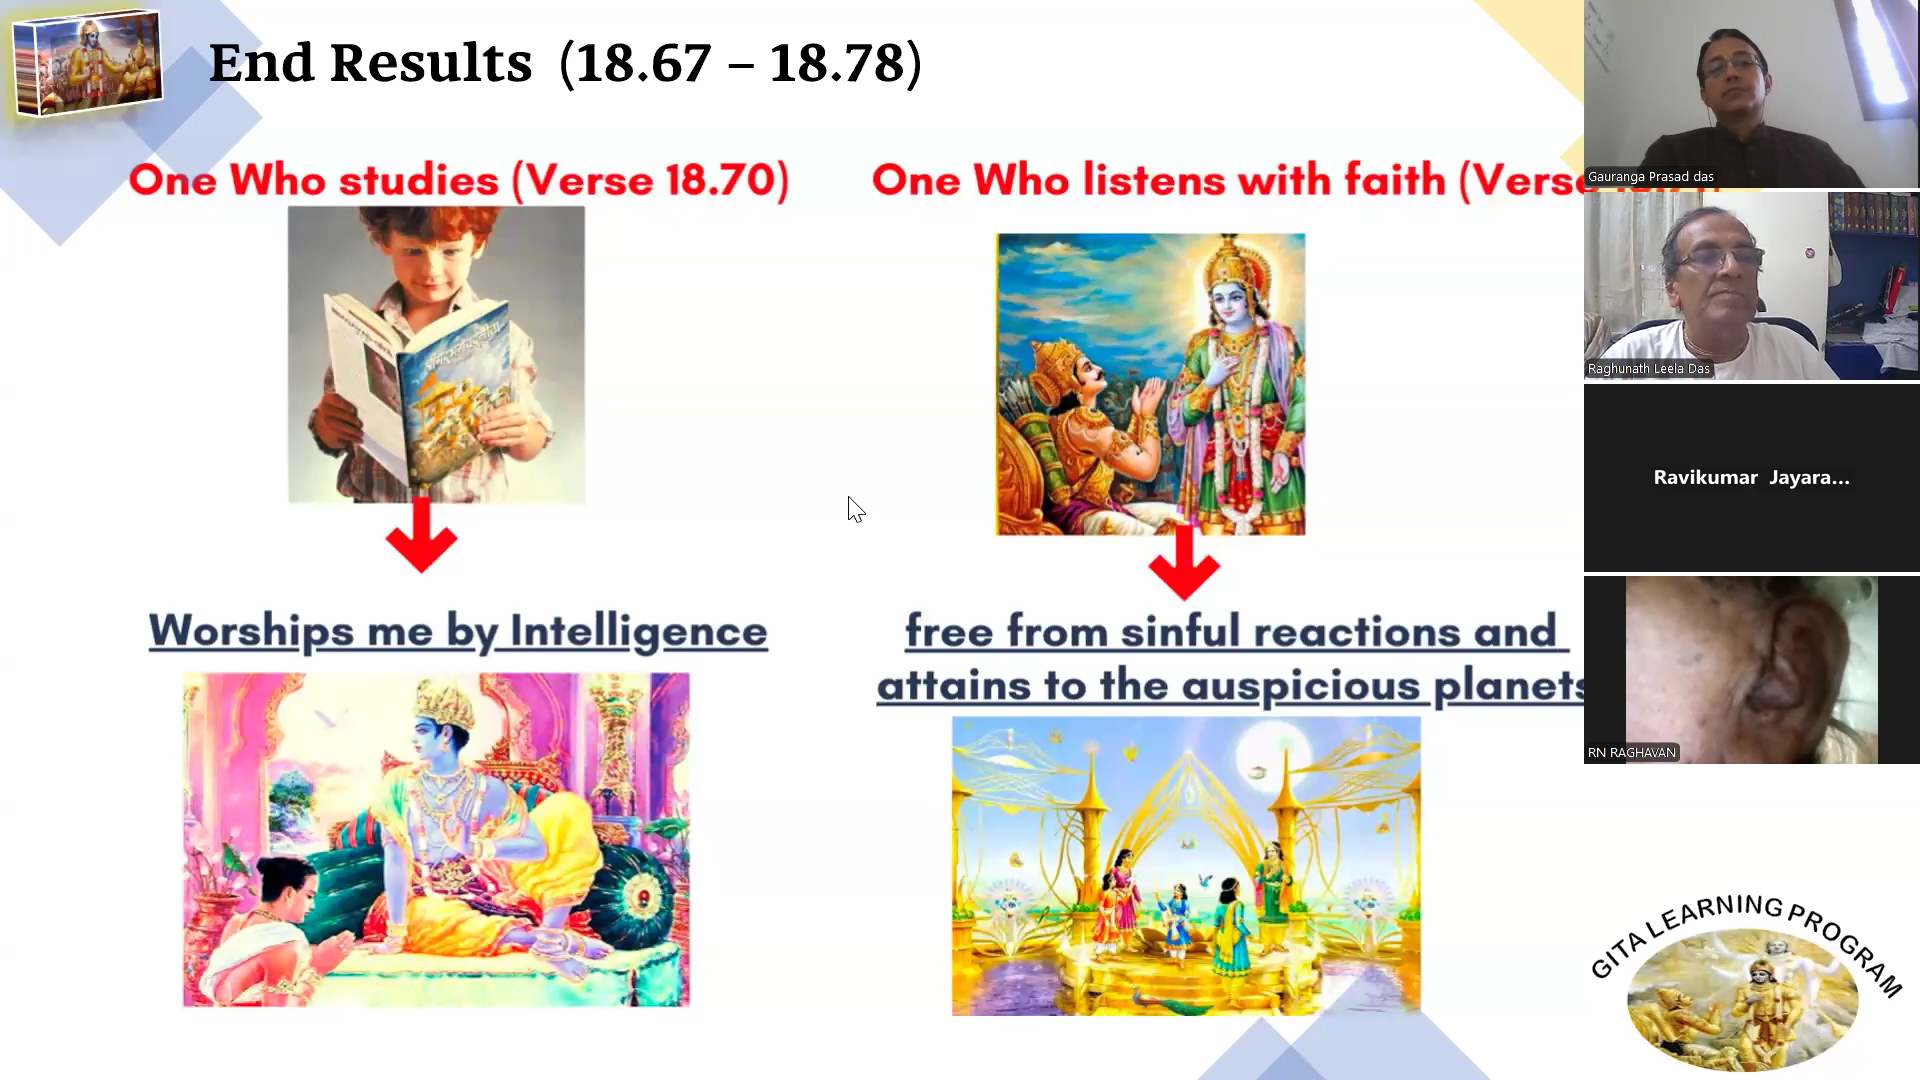 End Results (18.67 – 18.78)
One Who studies (Verse 18.70)
One Who listens with faith (Verse
Worships me by Intelligence
free from sinful reactions and
attains to the auspicious planets
Gauranga Prasad das
Raghunath Leela Das
Ravikumar Jayara...
RN RAGHAVAN
GITA LEARNING PROGRAM